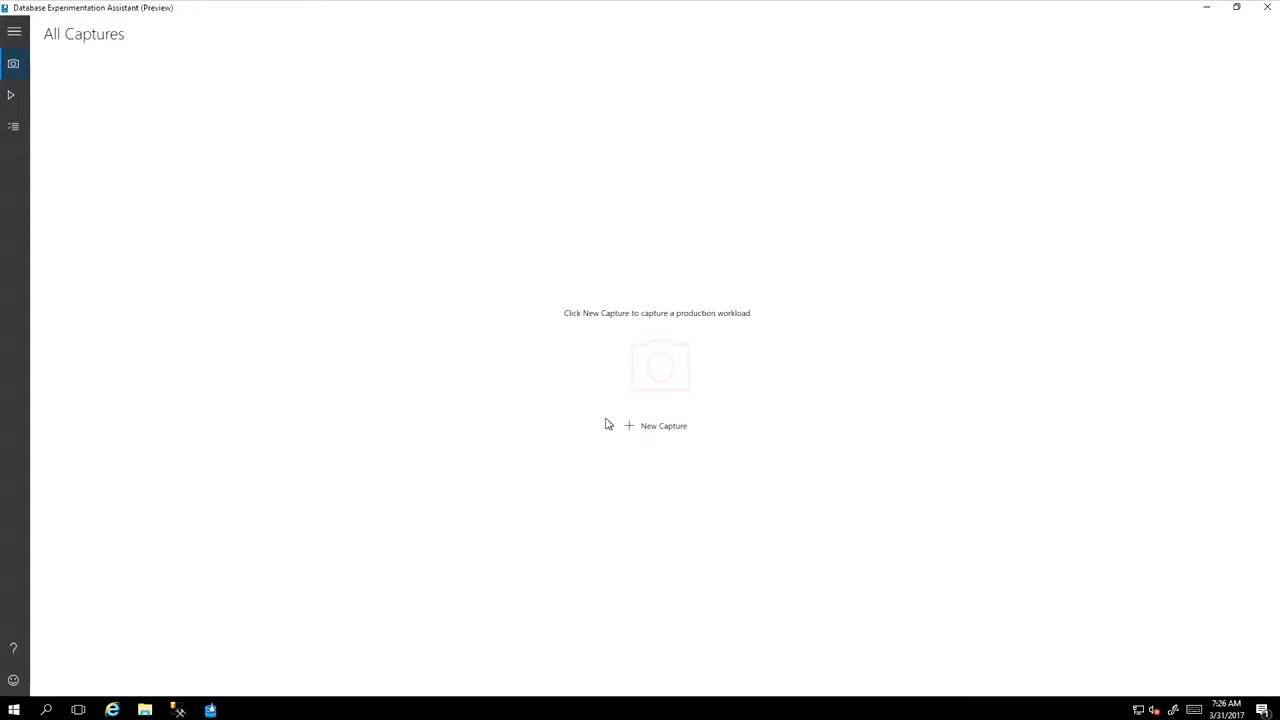 Database Experimentation Assistant (Preview)
All Captures
Click New Capture to capture a production workload
New Capture
7:26 AM
3/31/2017